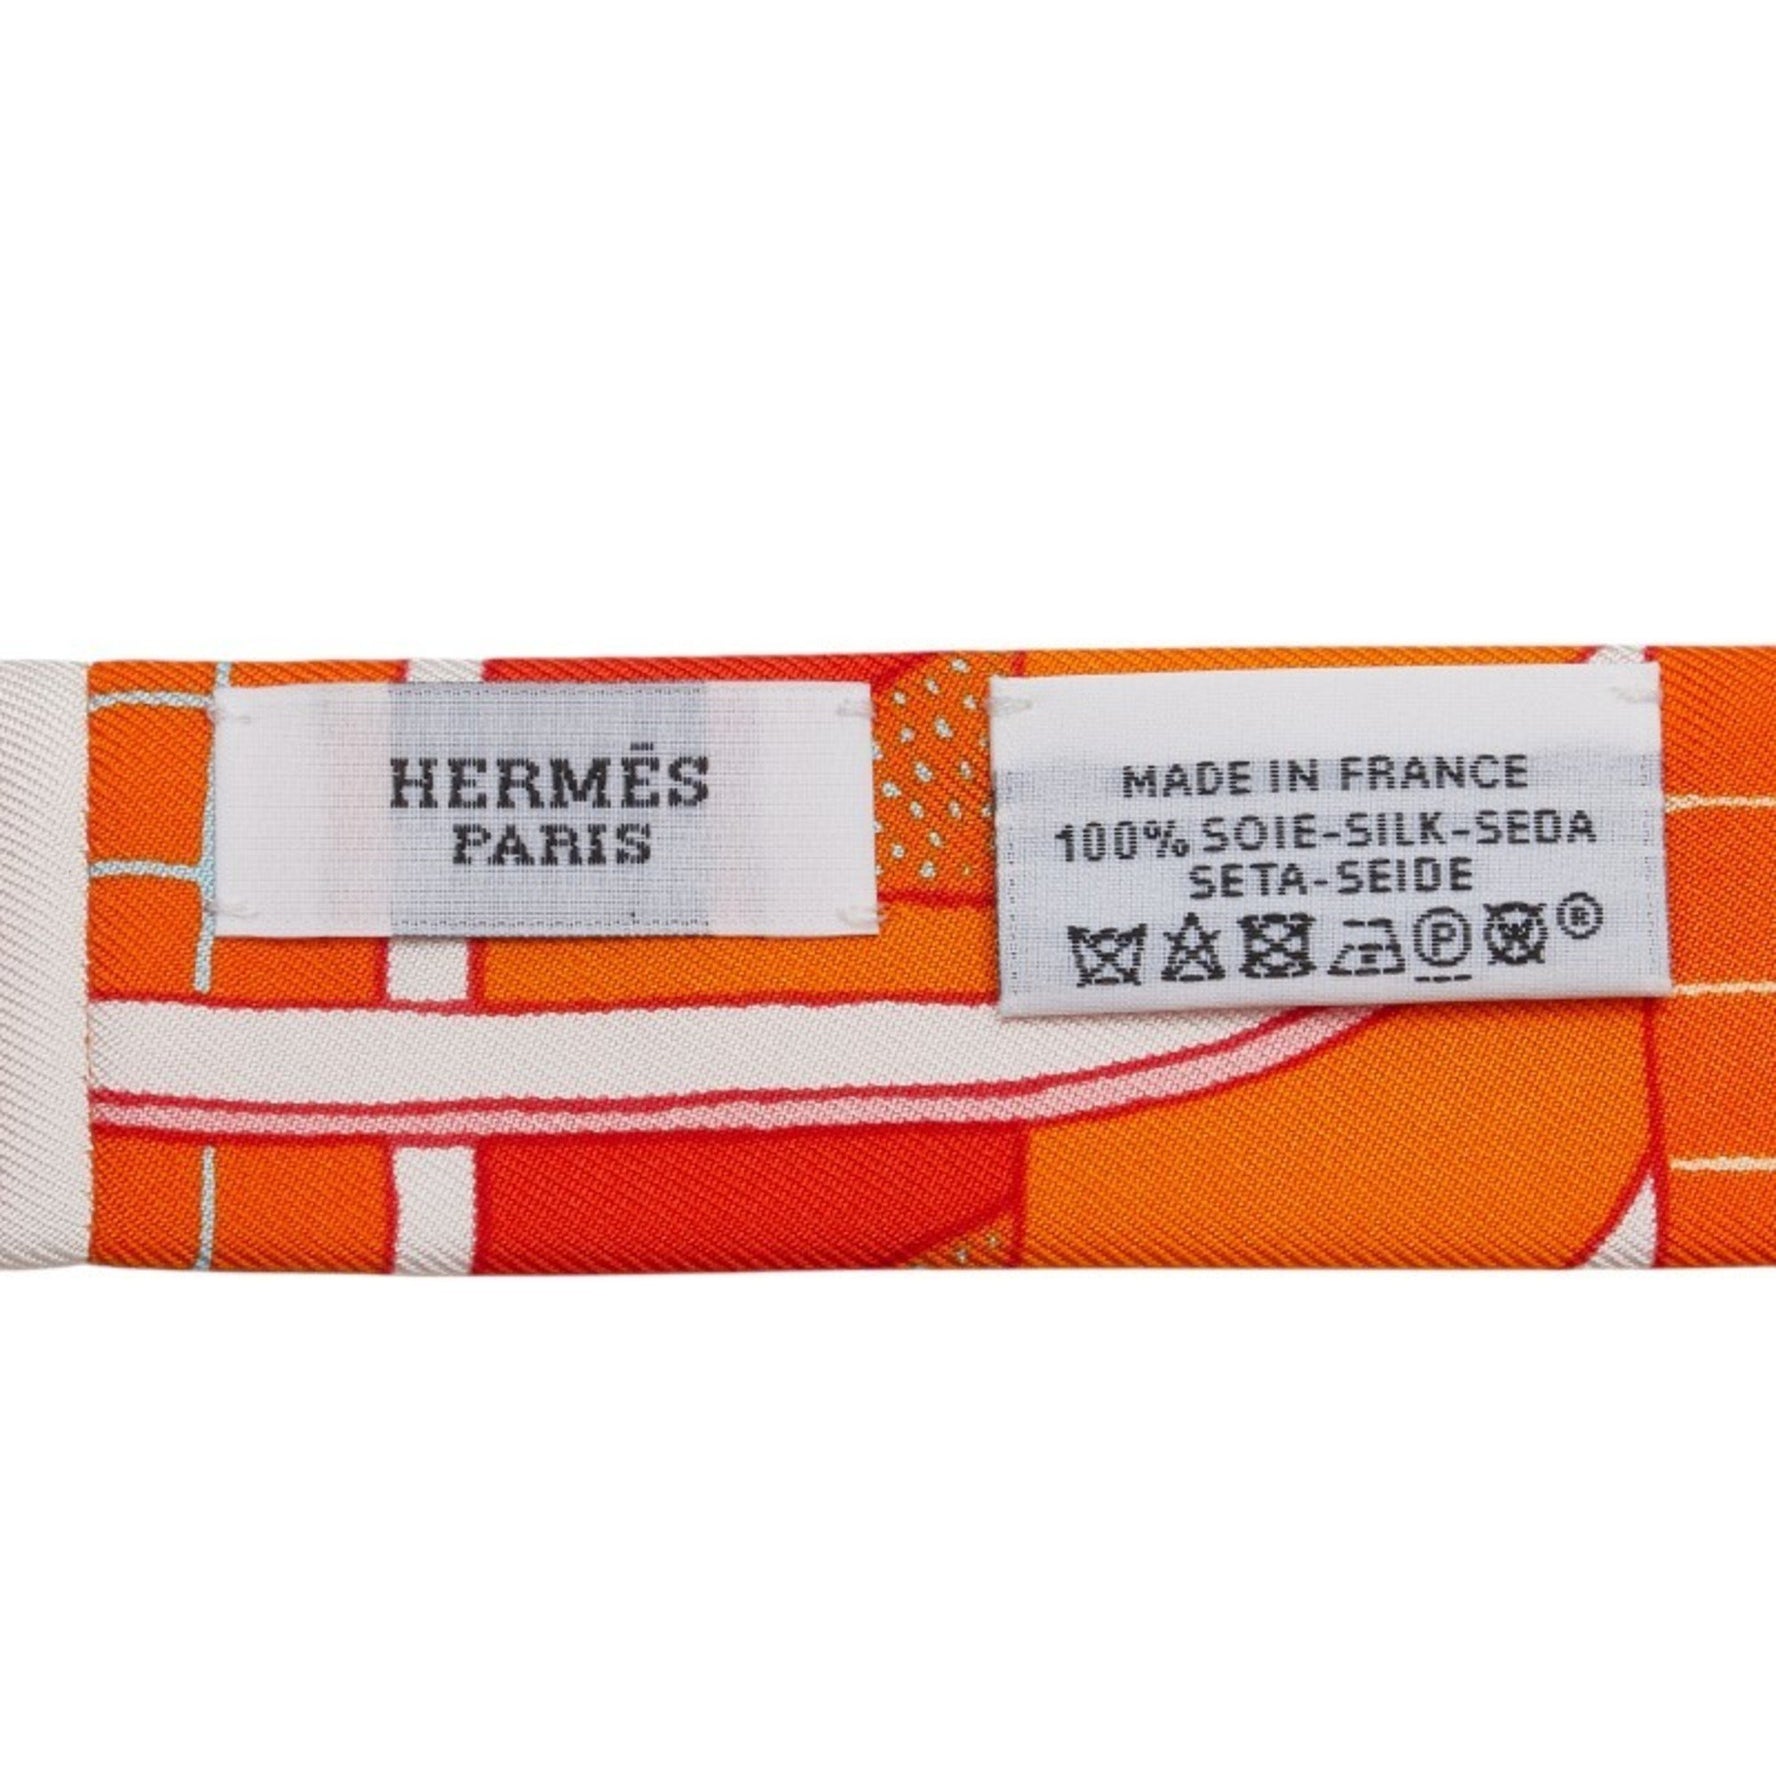 HERMÈS
PARIS
MADE IN FRANCE
100% SOIE-SILK-SEDA
SETA-SEIDE
P W ®